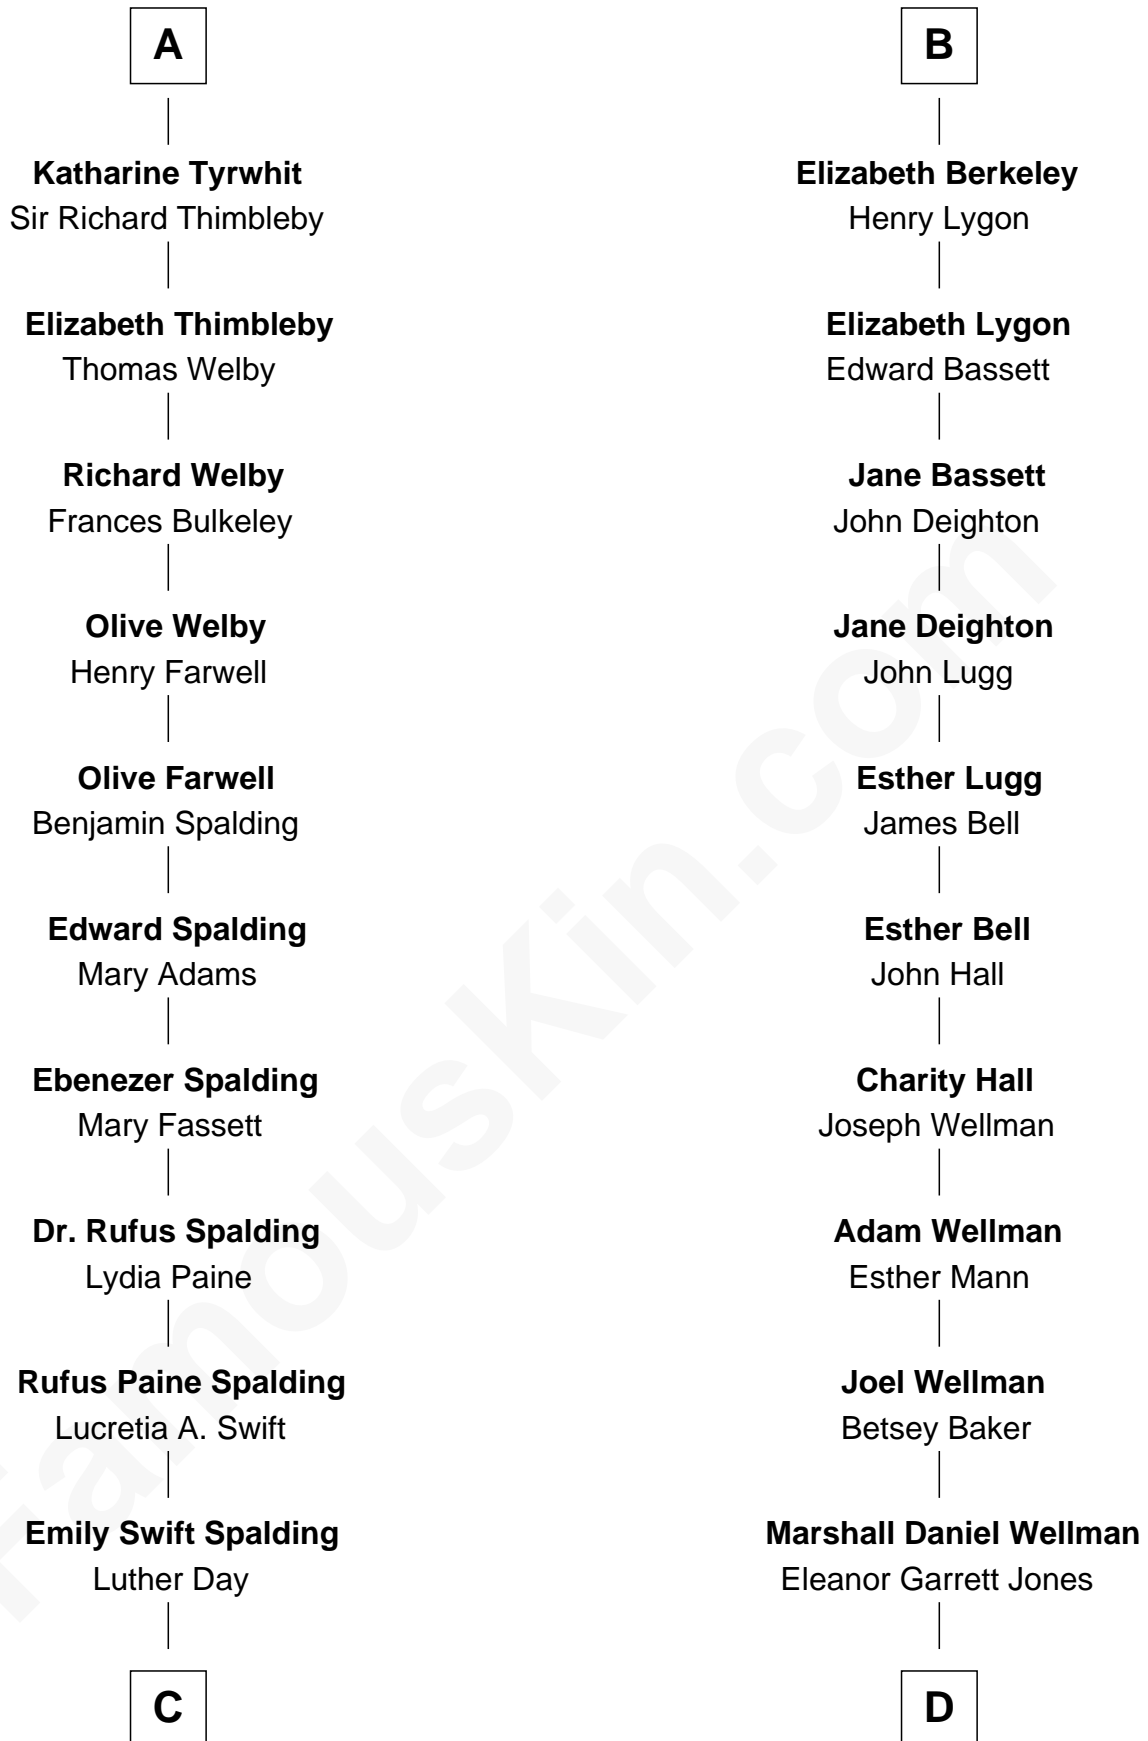 A
Katharine Tyrwhit
Sir Richard Thimbleby
Elizabeth Thimbleby
Thomas Welby
Richard Welby
Frances Bulkeley
Olive Welby
Henry Farwell
Olive Farwell
Benjamin Spalding
Edward Spalding
Mary Adams
Ebenezer Spalding
Mary Fassett
Dr. Rufus Spalding
Lydia Paine
Rufus Paine Spalding
Lucretia A. Swift
Emily Swift Spalding
Luther Day
C
B
Elizabeth Berkeley
Henry Lygon
Elizabeth Lygon
Edward Bassett
Jane Bassett
John Deighton
Jane Deighton
John Lugg
Esther Lugg
James Bell
Esther Bell
John Hall
Charity Hall
Joseph Wellman
Adam Wellman
Esther Mann
Joel Wellman
Betsey Baker
Marshall Daniel Wellman
Eleanor Garrett Jones
D
FamousKin.com